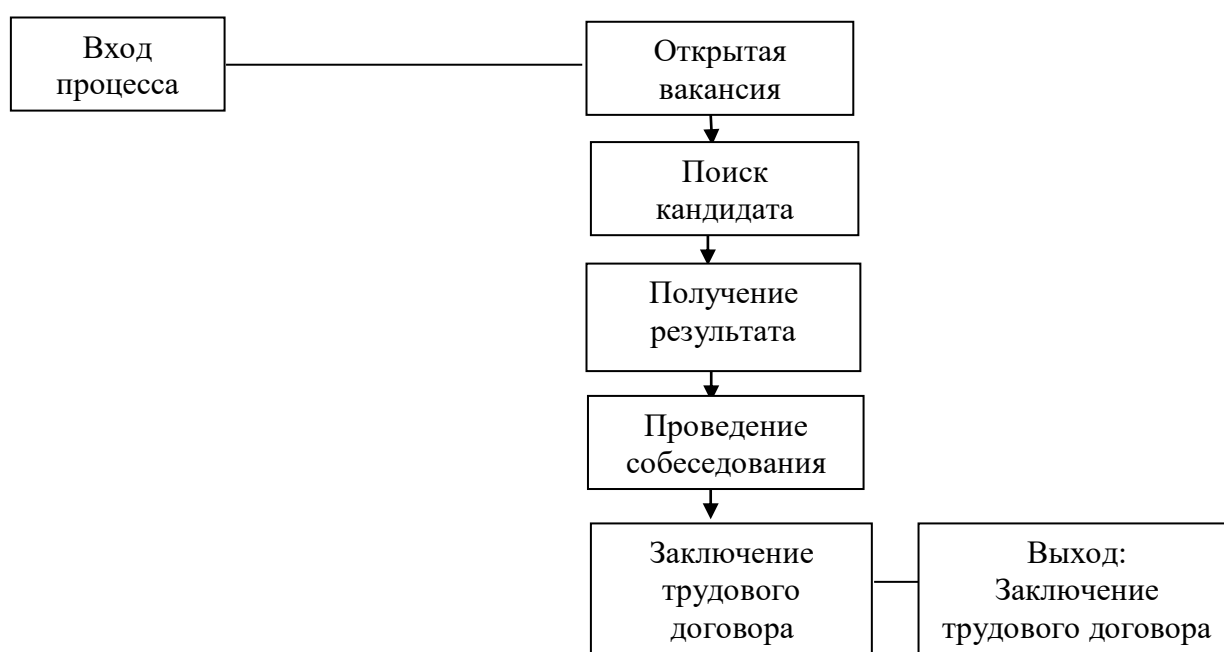 Вход
процесса
Открытая
вакансия
Поиск
кандидата
Получение
результата
Проведение
собеседования
Заключение
трудового
договора
Выход:
Заключение
трудового договора